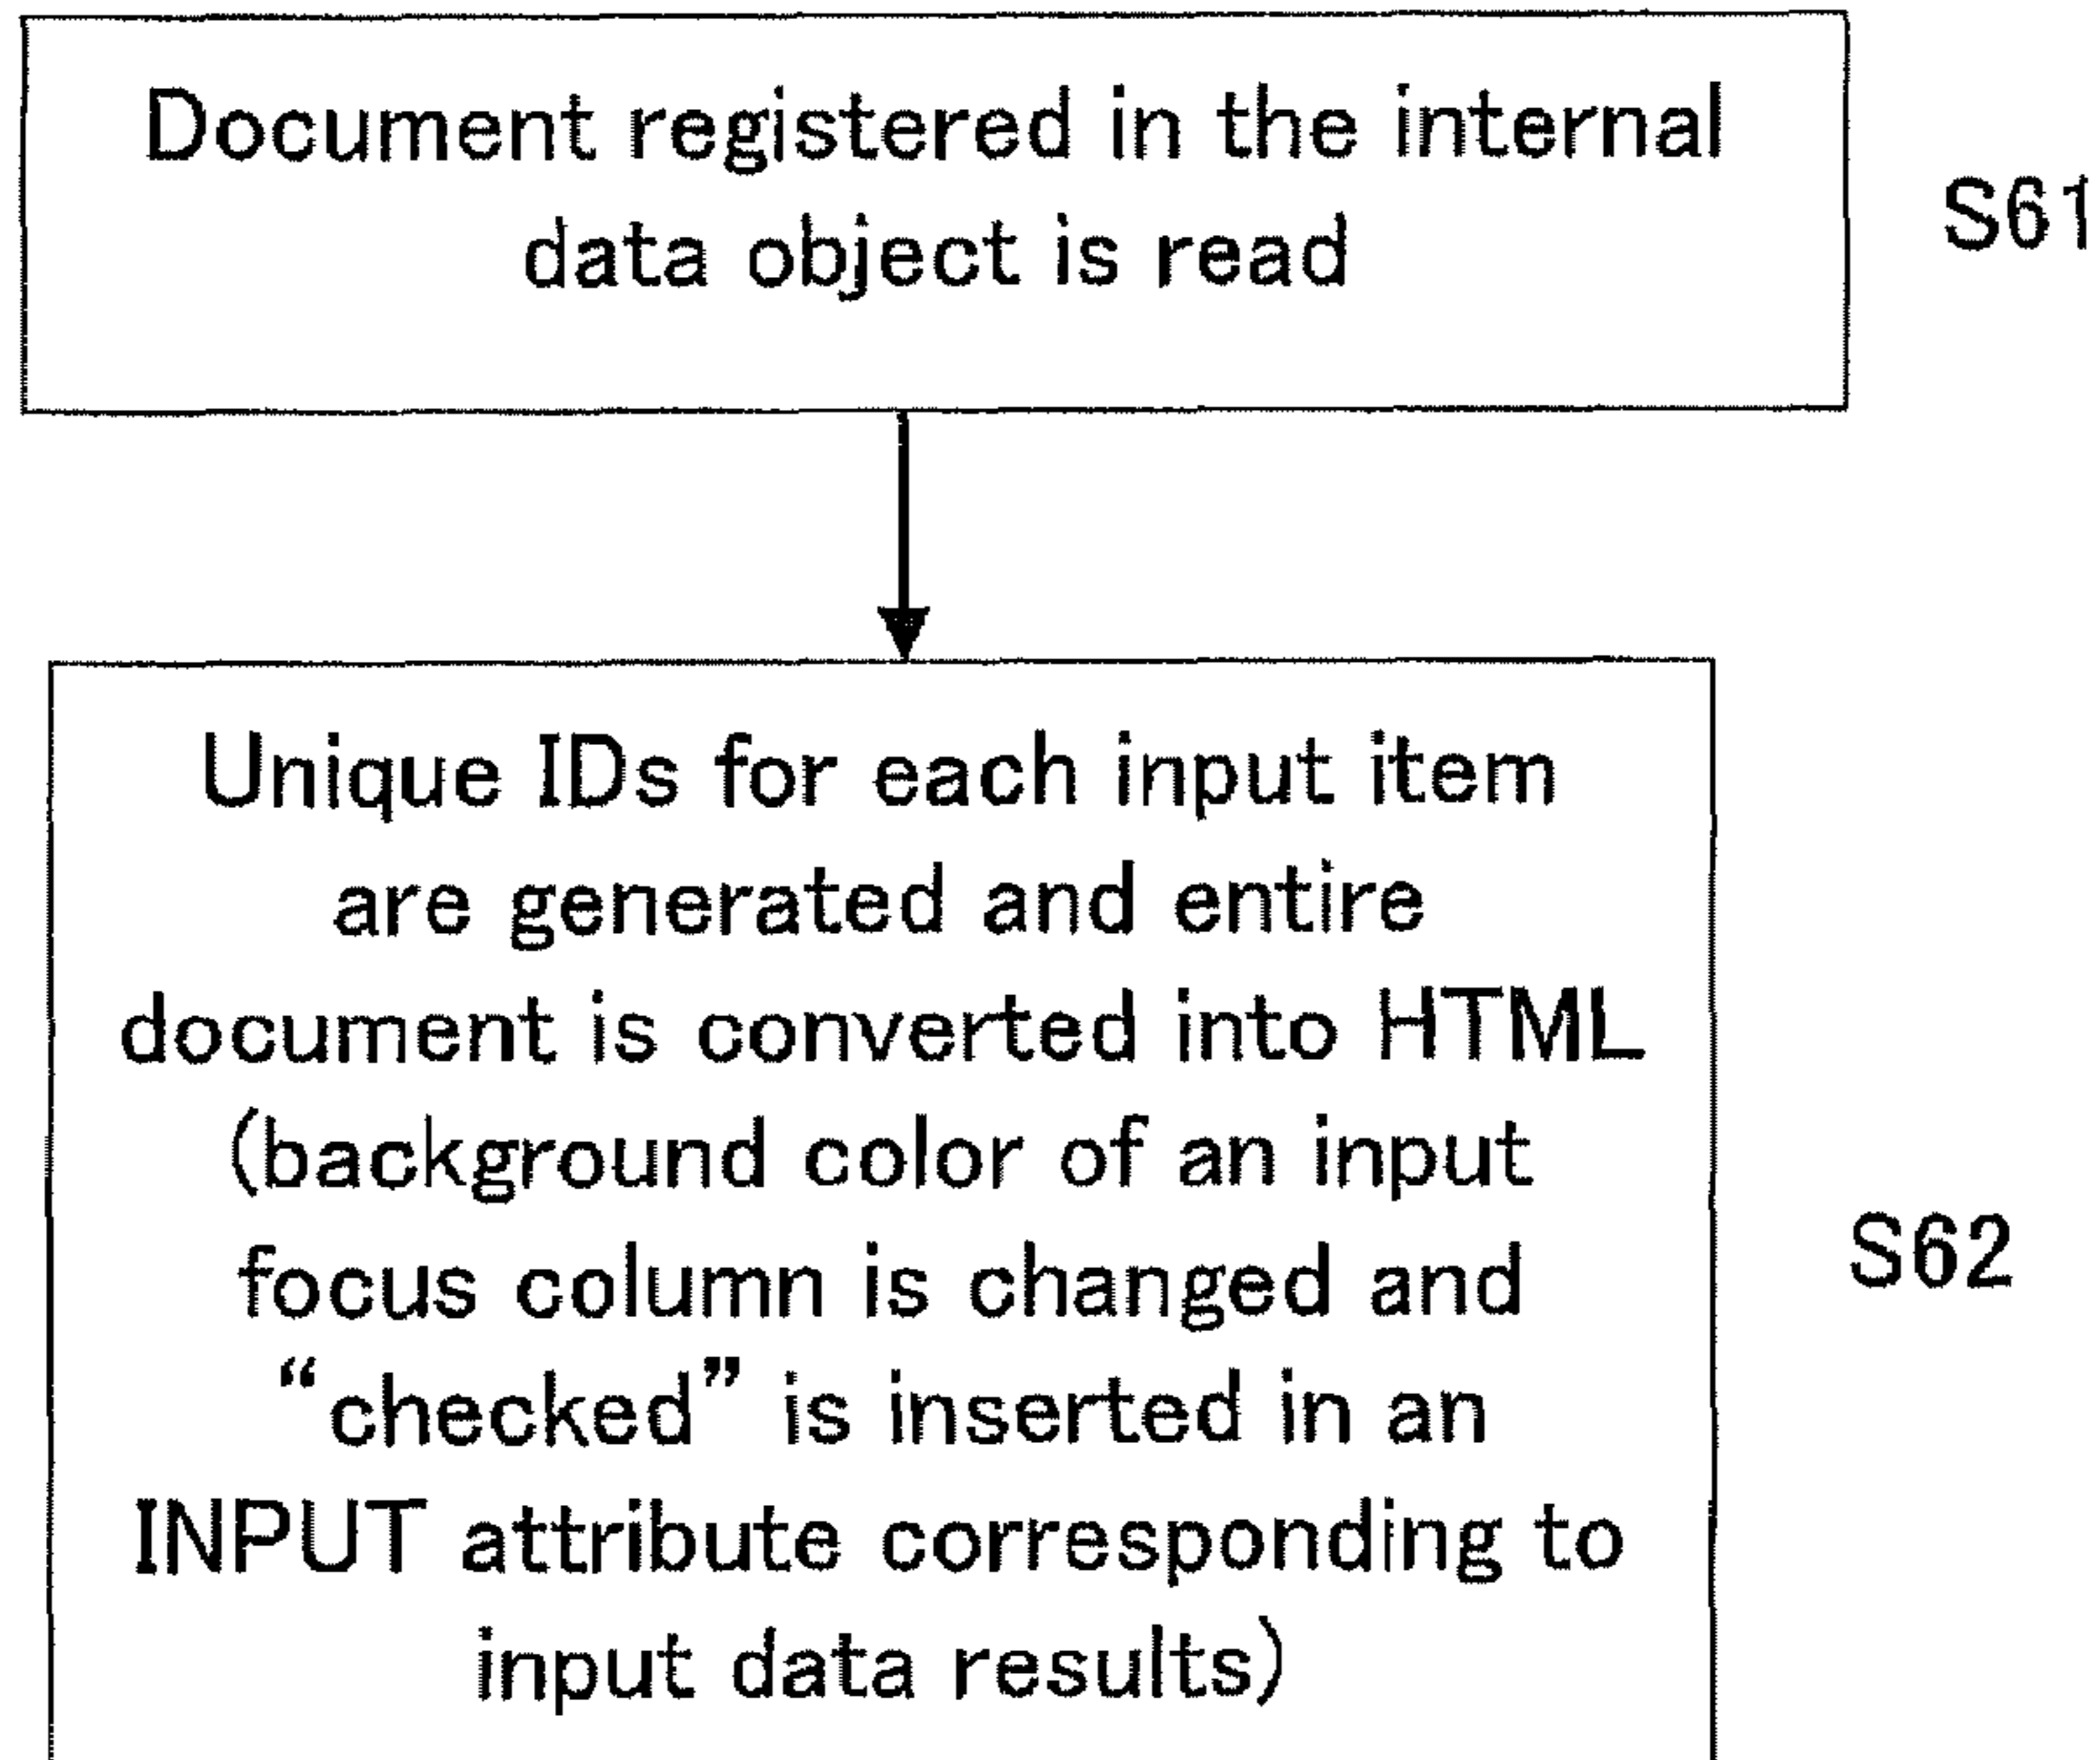 Document registered in the internal
data object is read
S61
Unique IDs for each input item
are generated and entire
document is converted into HTML
(background color of an input
focus column is changed and
“checked” is inserted in an
INPUT attribute corresponding to
input data results)
S62